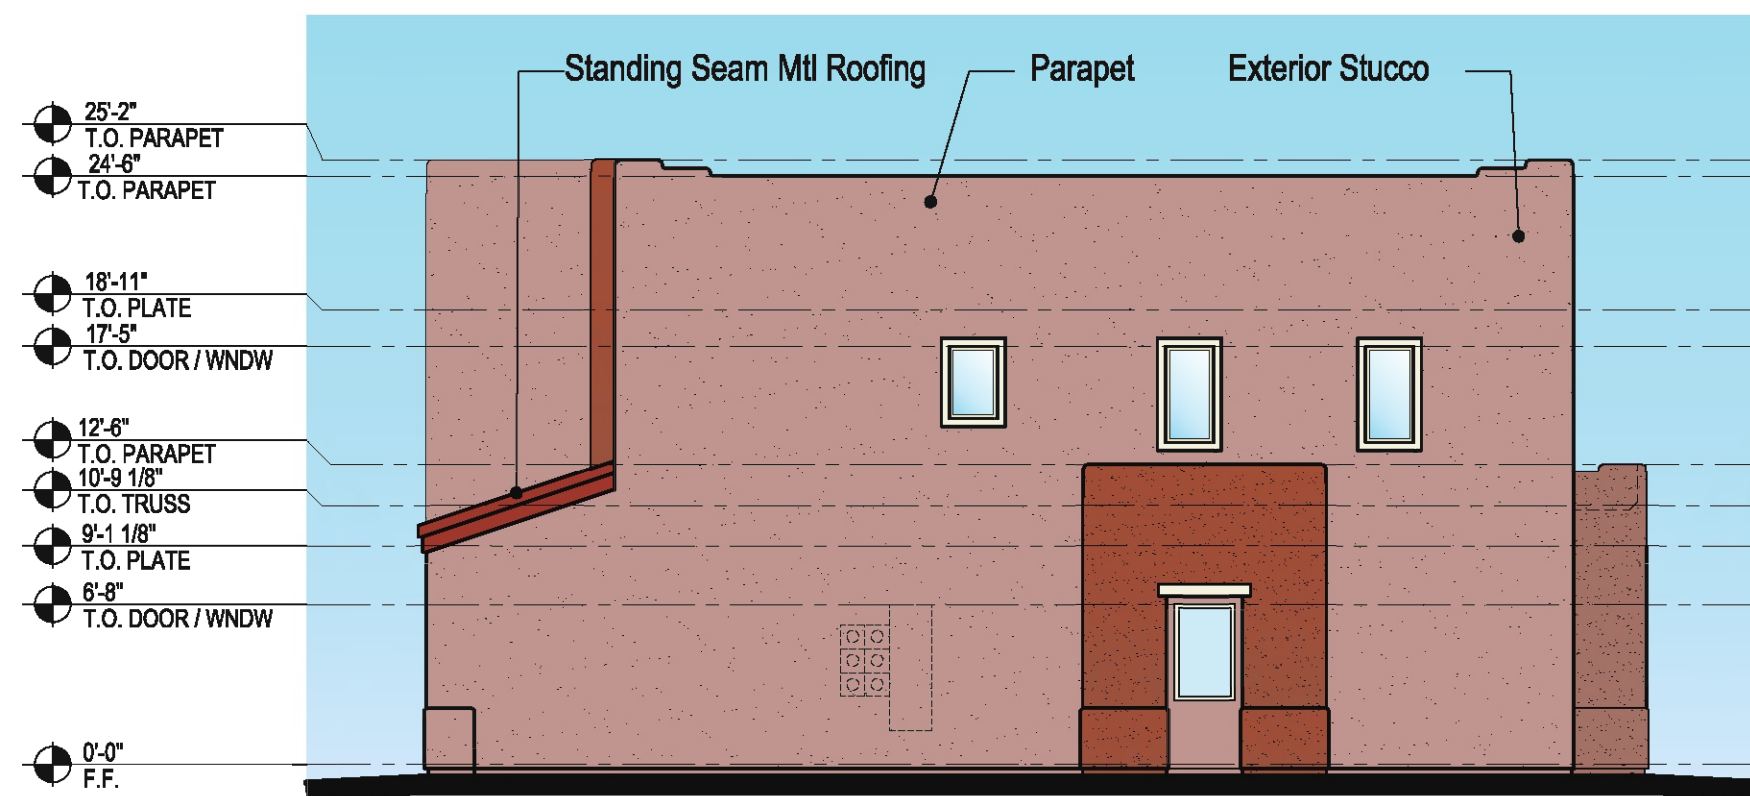 Standing Seam Mtl Roofing
Parapet
Exterior Stucco
25'-2"
T.O. PARAPET
24'-6"
T.O. PARAPET
18'-11"
T.O. PLATE
17'-5"
T.O. DOOR / WNDW
12'-6"
T.O. PARAPET
10'-9 1/8"
T.O. TRUSS
9'-1 1/8"
T.O. PLATE
6'-8"
T.O. DOOR / WNDW
0'-0"
F.F.